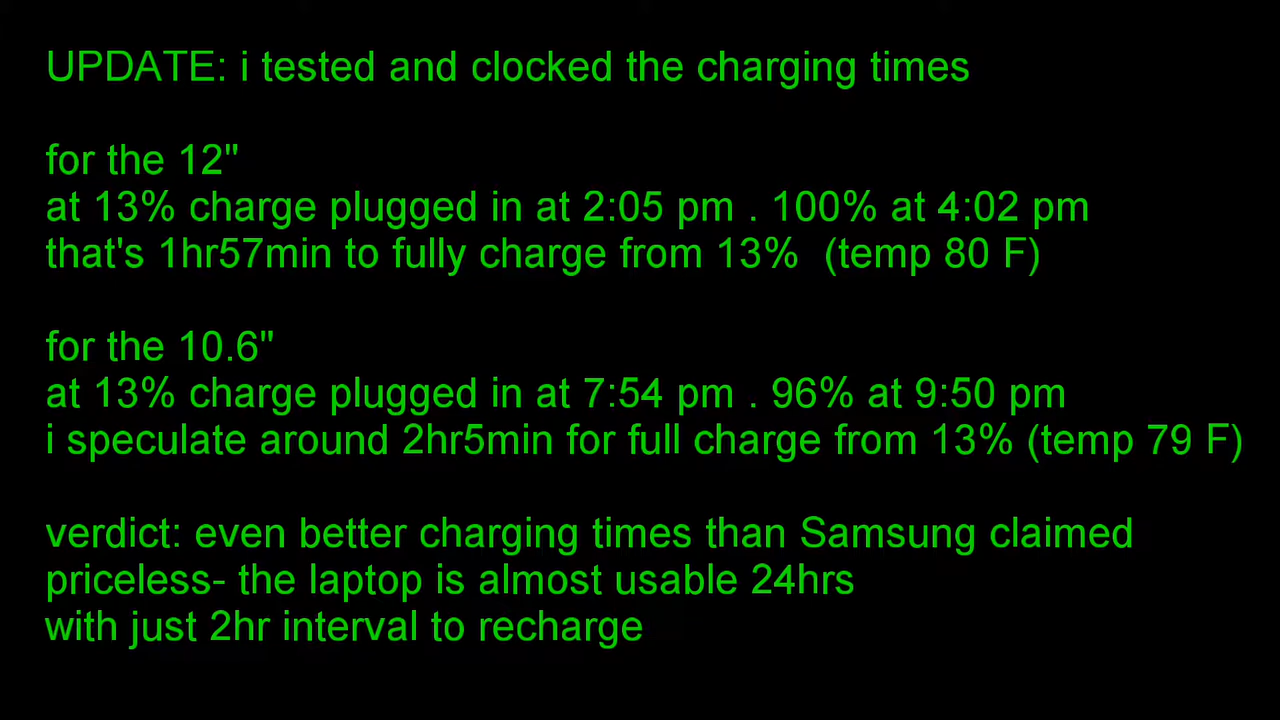 UPDATE: i tested and clocked the charging times
for the 12"
at 13% charge plugged in at 2:05 pm . 100% at 4:02 pm
that's 1hr57min to fully charge from 13%  (temp 80 F)
for the 10.6"
at 13% charge plugged in at 7:54 pm . 96% at 9:50 pm
i speculate around 2hr5min for full charge from 13% (temp 79 F)
verdict: even better charging times than Samsung claimed
priceless- the laptop is almost usable 24hrs
with just 2hr interval to recharge